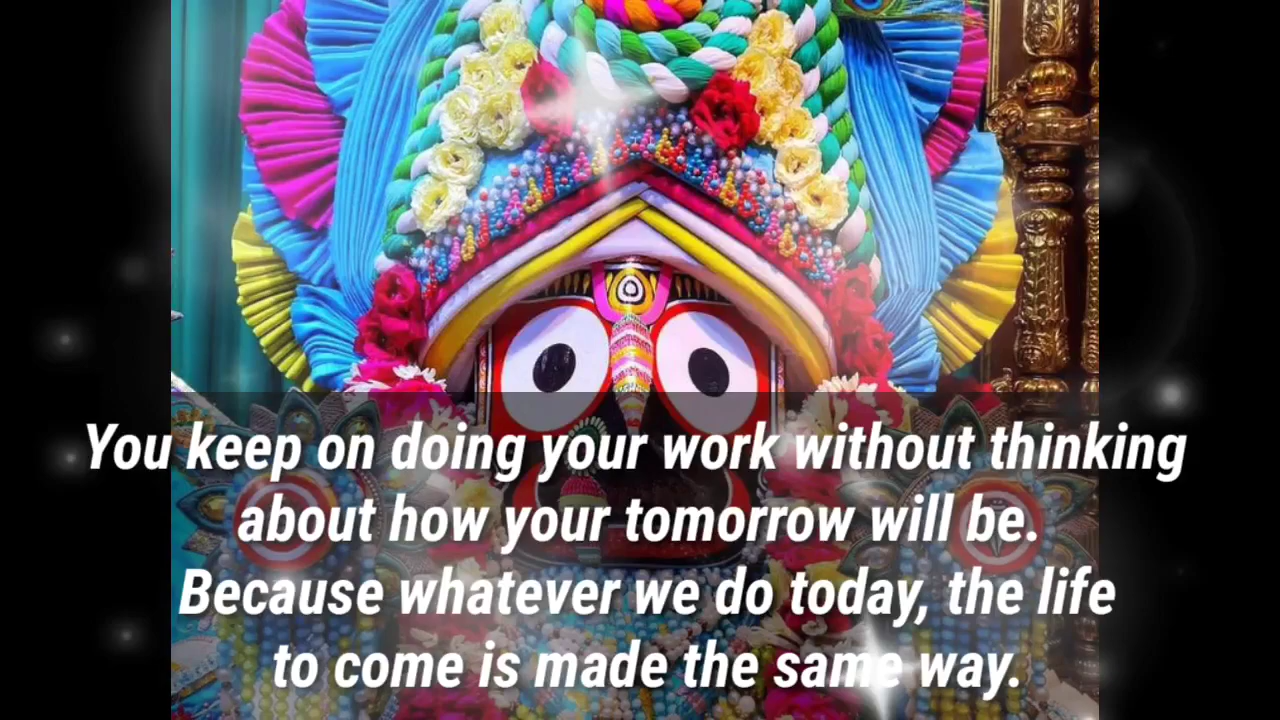 You keep on doing your work without thinking
about how your tomorrow will be.
Because whatever we do today, the life
to come is made the same way.